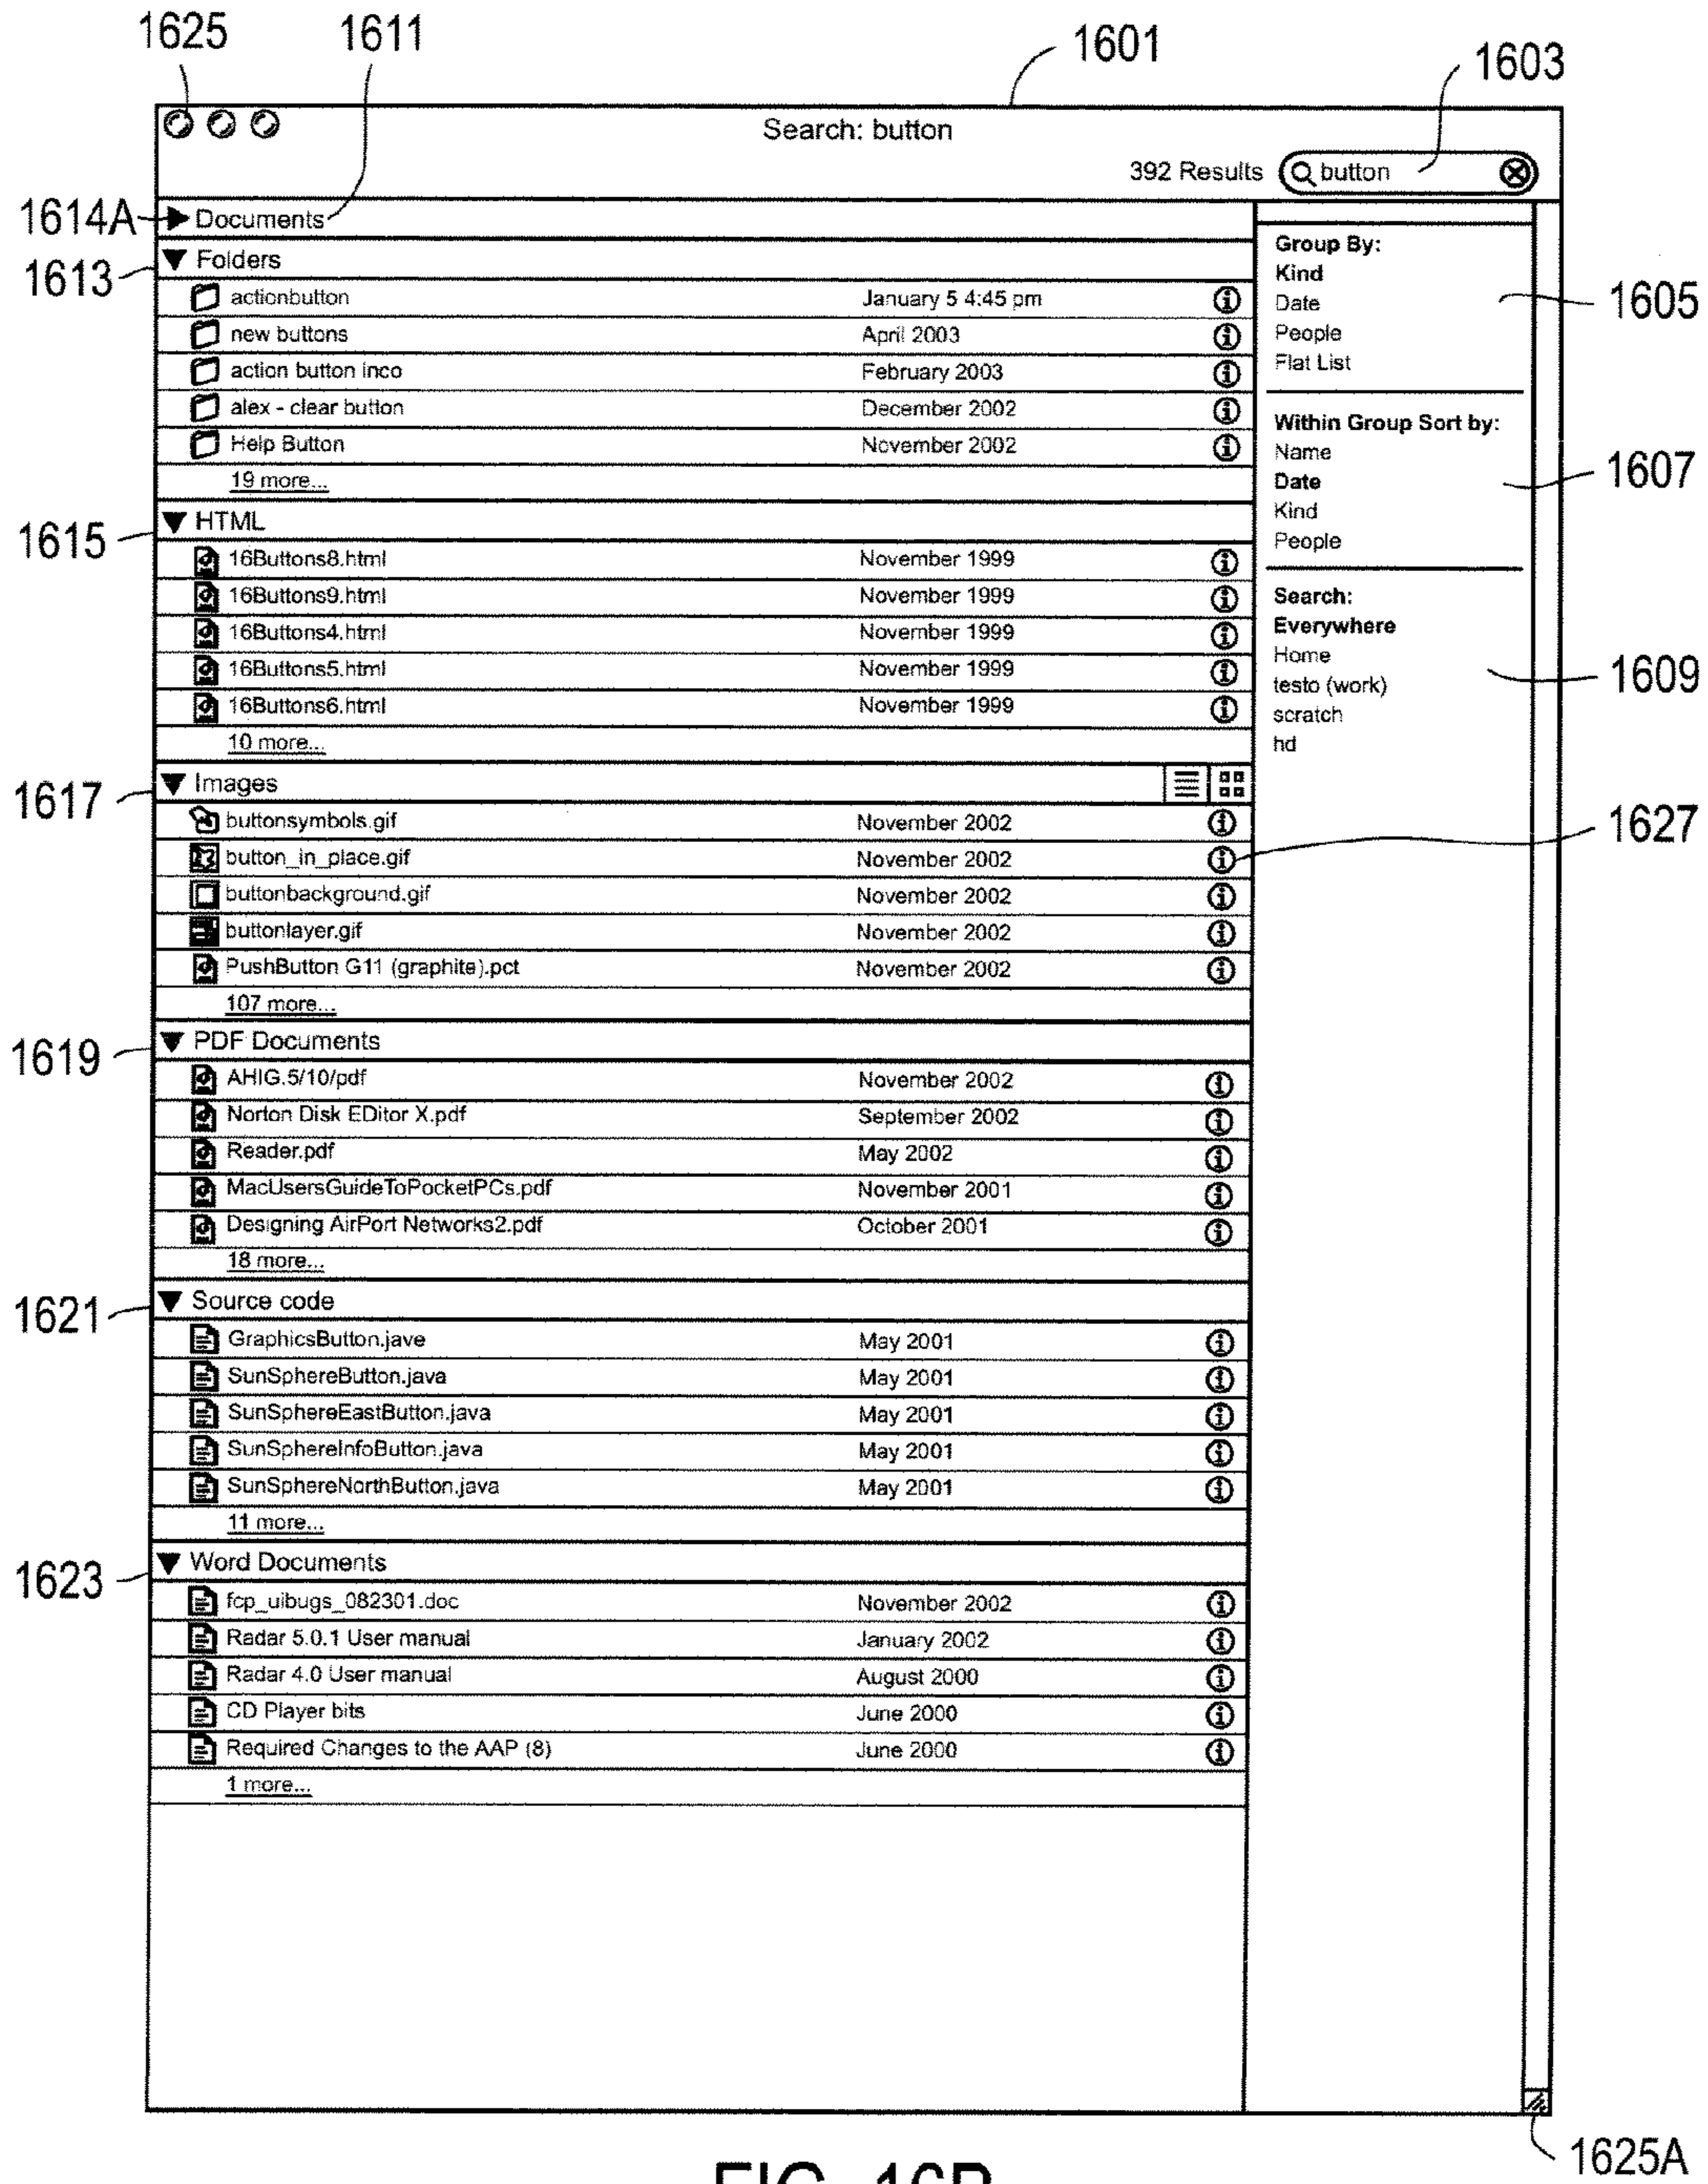 1625 1611 1601 1603
Search: button
392 Results button
1614A Documents
1613 Folders
actionbutton January 5 4:45 pm
new buttons April 2003
action button inco February 2003
alex - clear button December 2002
Help Button November 2002
19 more...
1615 HTML
16Buttons8.html November 1999
16Buttons9.html November 1999
16Buttons4.html November 1999
16Buttons5.html November 1999
16Buttons6.html November 1999
10 more...
1617 Images
buttonsymbols.gif November 2002
button_in_place.gif November 2002
buttonbackground.gif November 2002
buttonlayer.gif November 2002
PushButton G11 (graphite).pct November 2002
107 more...
1619 PDF Documents
AHIG.5/10/pdf November 2002
Norton Disk EDitor X.pdf September 2002
Reader.pdf May 2002
MacUsersGuideToPocketPCs.pdf November 2001
Designing AirPort Networks2.pdf October 2001
18 more...
1621 Source code
GraphicsButton.jave May 2001
SunSphereButton.java May 2001
SunSphereEastButton.java May 2001
SunSphereInfoButton.java May 2001
SunSphereNorthButton.java May 2001
11 more...
1623 Word Documents
fcp_uibugs_082301.doc November 2002
Radar 5.0.1 User manual January 2002
Radar 4.0 User manual August 2000
CD Player bits June 2000
Required Changes to the AAP (8) June 2000
1 more...
Group By:
Kind
Date 1605
People
Flat List
Within Group Sort by:
Name
Date 1607
Kind
People
Search:
Everywhere
Home
testo (work) 1609
scratch
hd
1627
1625A
FIG. 16B